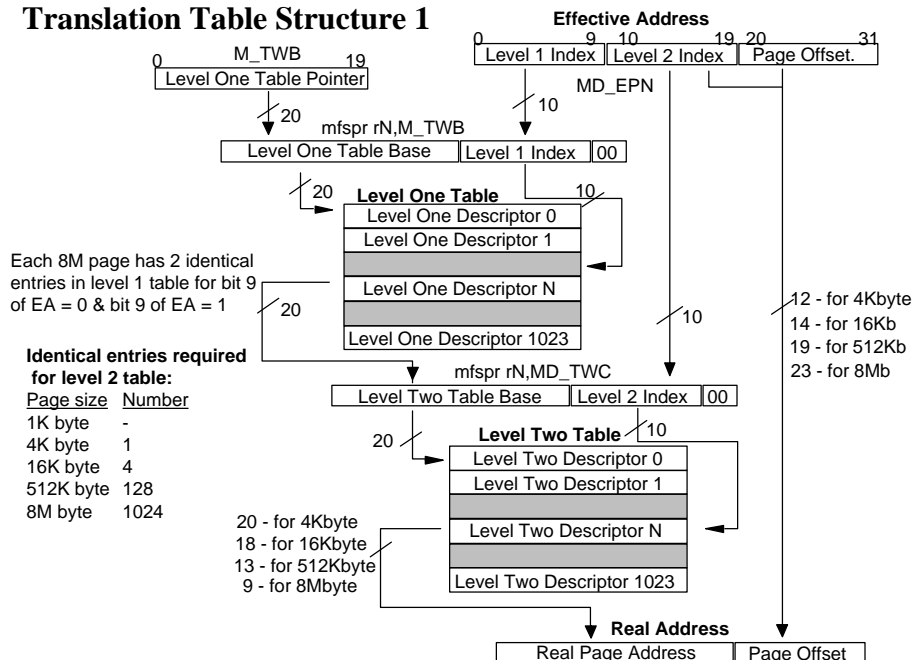 Translation Table Structure 1
Effective Address
M_TWB
0 19
Level One Table Pointer
0 9 10 19 20 31
Level 1 Index Level 2 Index Page Offset.
MD_EPN
20
10
mfspr rN,M_TWB
Level One Table Base Level 1 Index 00
20
10
Level One Table
Level One Descriptor 0
Level One Descriptor 1
Level One Descriptor N
Level One Descriptor 1023
Each 8M page has 2 identical
entries in level 1 table for bit 9
of EA = 0 & bit 9 of EA = 1
20
10
12 - for 4Kbyte
14 - for 16Kb
19 - for 512Kb
23 - for 8Mb
Identical entries required
for level 2 table:
Page size Number
1K byte -
4K byte 1
16K byte 4
512K byte 128
8M byte 1024
mfspr rN,MD_TWC
Level Two Table Base Level 2 Index 00
20
10
Level Two Table
Level Two Descriptor 0
Level Two Descriptor 1
Level Two Descriptor N
Level Two Descriptor 1023
20 - for 4Kbyte
18 - for 16Kbyte
13 - for 512Kbyte
9 - for 8Mbyte
Real Address
Real Page Address Page Offset